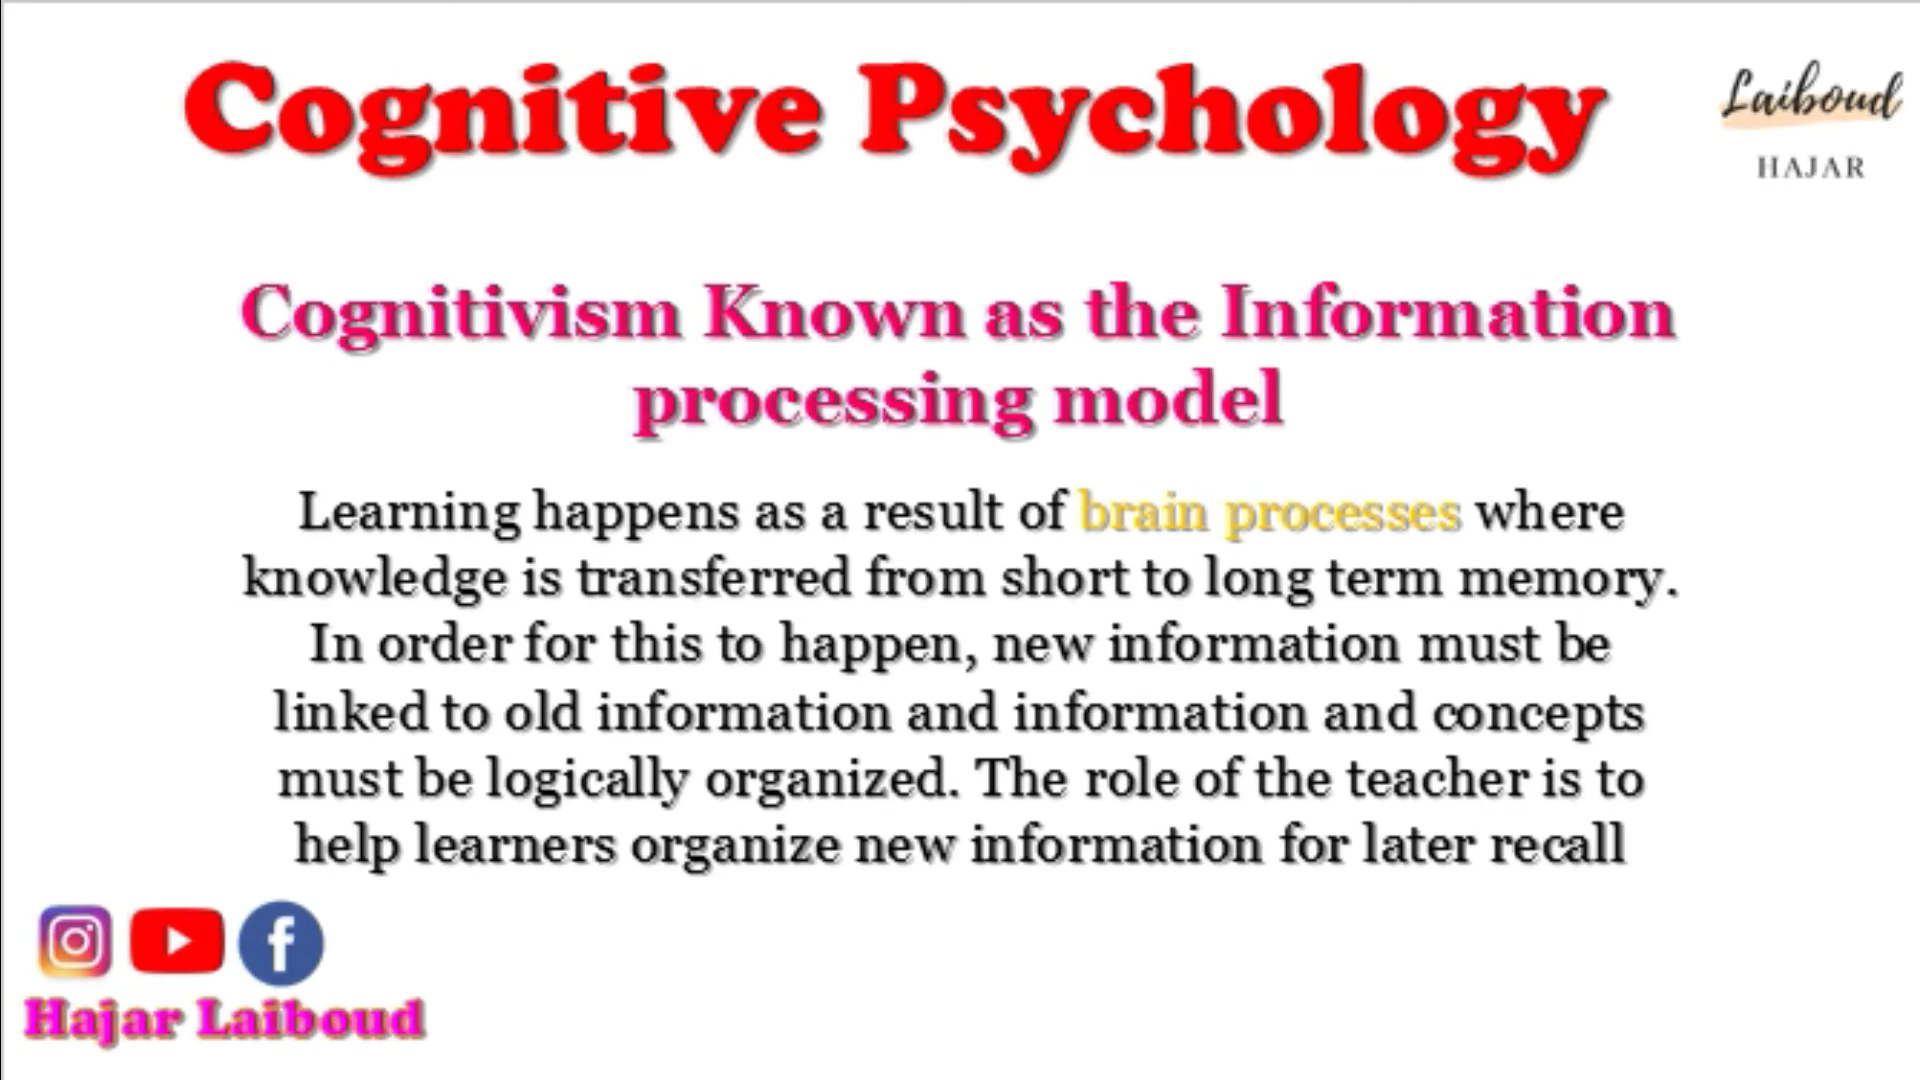 Cognitive Psychology
Laiboud
HAJAR
Cognitivism Known as the Information
processing model
Learning happens as a result of brain processes where
knowledge is transferred from short to long term memory.
In order for this to happen, new information must be
linked to old information and information and concepts
must be logically organized. The role of the teacher is to
help learners organize new information for later recall
Hajar Laiboud